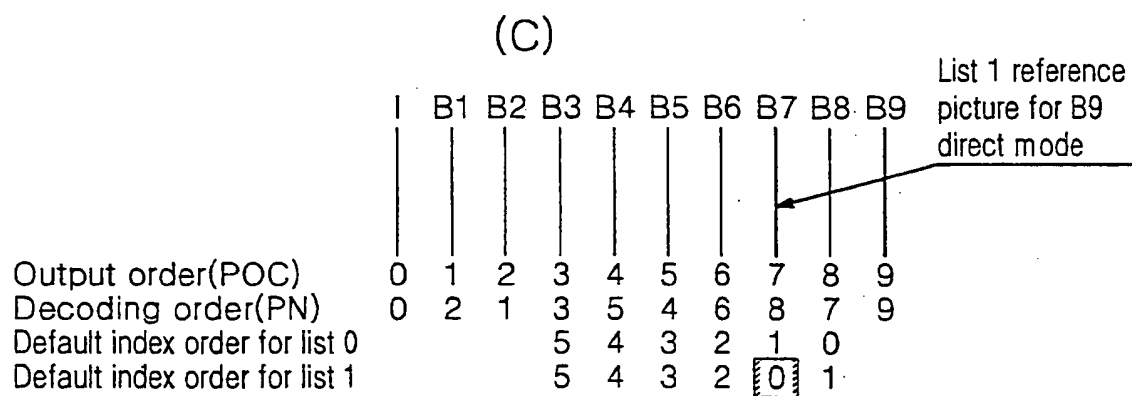 (C)
List 1 reference
picture for B9
direct mode
I B1 B2 B3 B4 B5 B6 B7 B8 B9
Output order(POC) 0 1 2 3 4 5 6 7 8 9
Decoding order(PN) 0 2 1 3 5 4 6 8 7 9
Default index order for list 0 5 4 3 2 1 0
Default index order for list 1 5 4 3 2 0 1